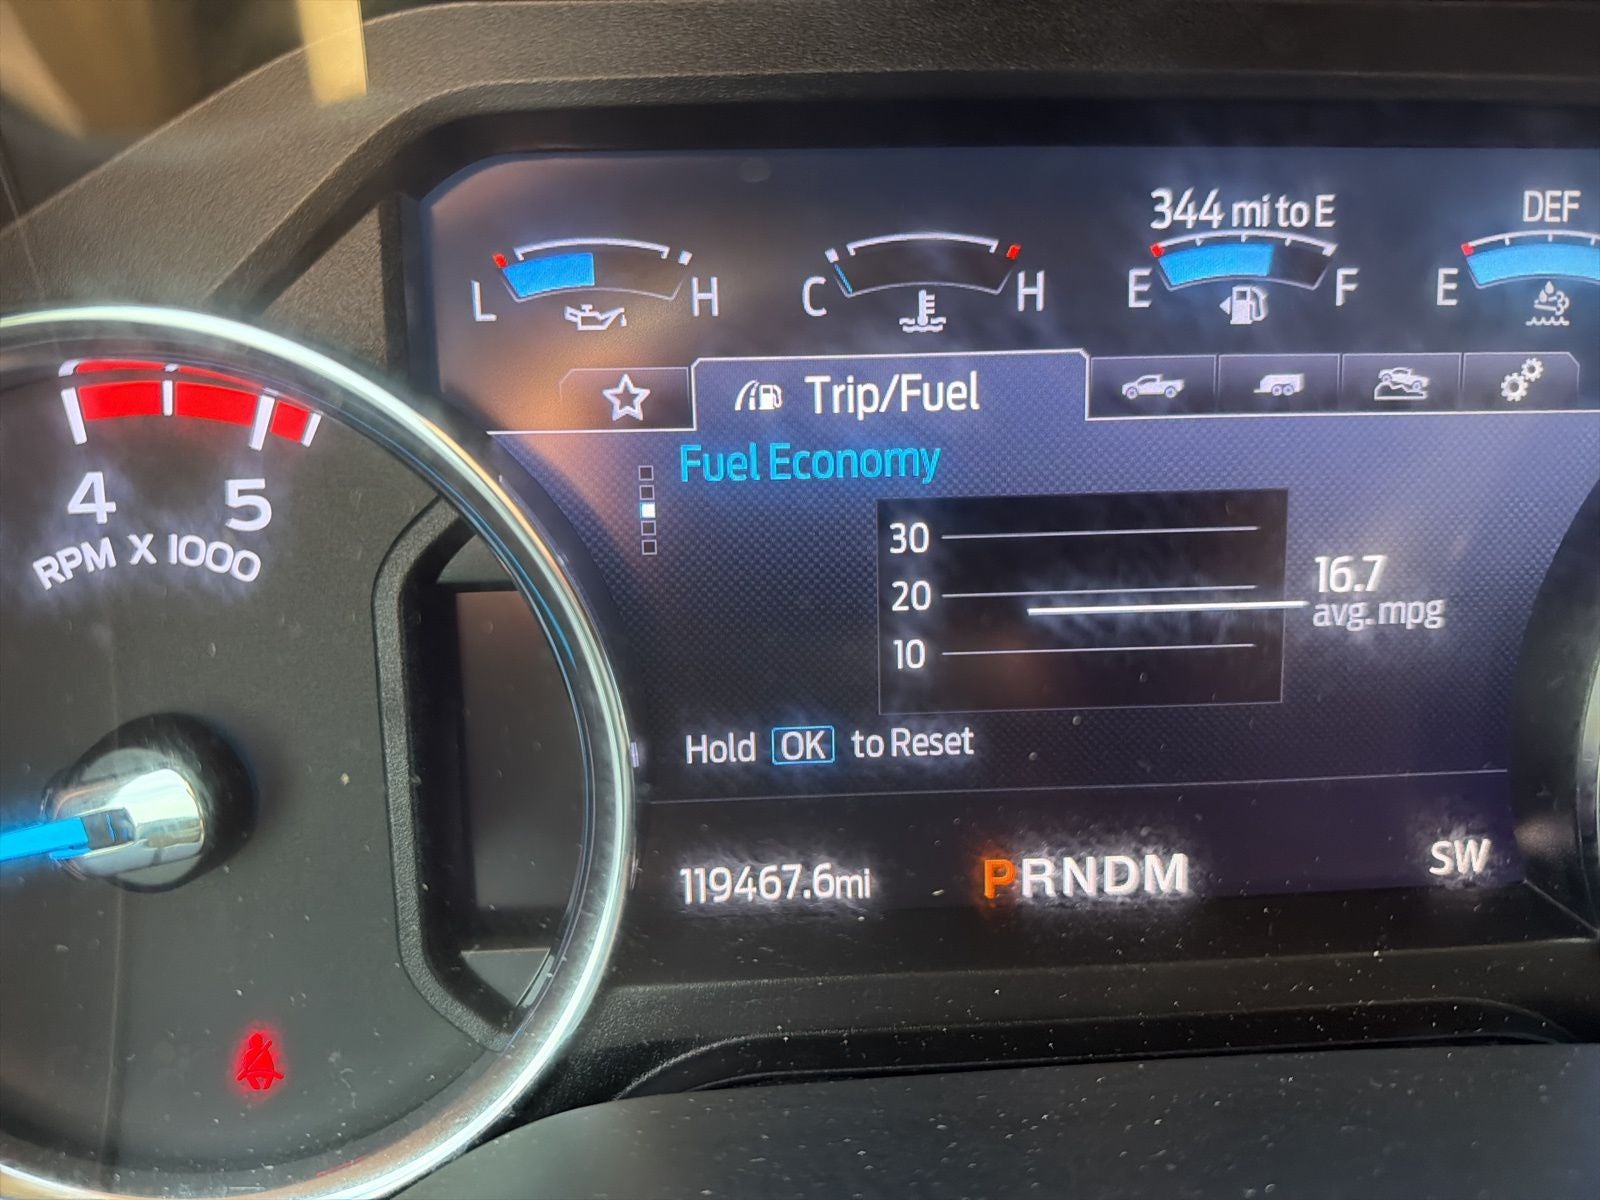 344 mi to E
DEF
L H
C H
E F
E
Trip/Fuel
Fuel Economy
30
20
10
16.7
avg. mpg
Hold OK to Reset
119467.6mi
PRNDM
SW
4 5
RPM X 1000